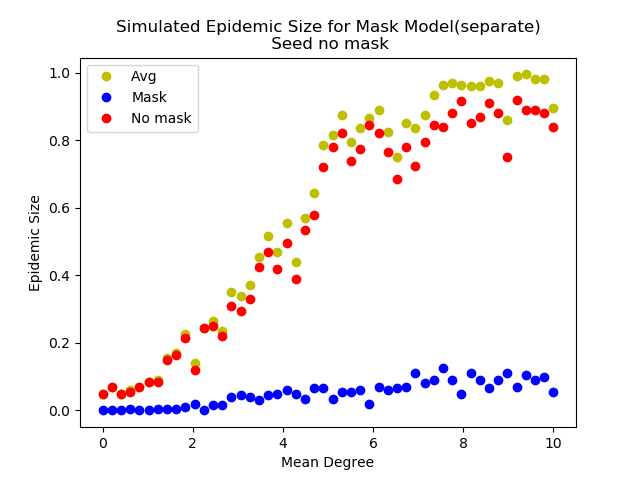 Simulated Epidemic Size for Mask Model(separate)
Seed no mask
Avg
Mask
No mask
1.0
0.8
0.6
0.4
0.2
0.0
Epidemic Size
0 2 4 6 8 10
Mean Degree